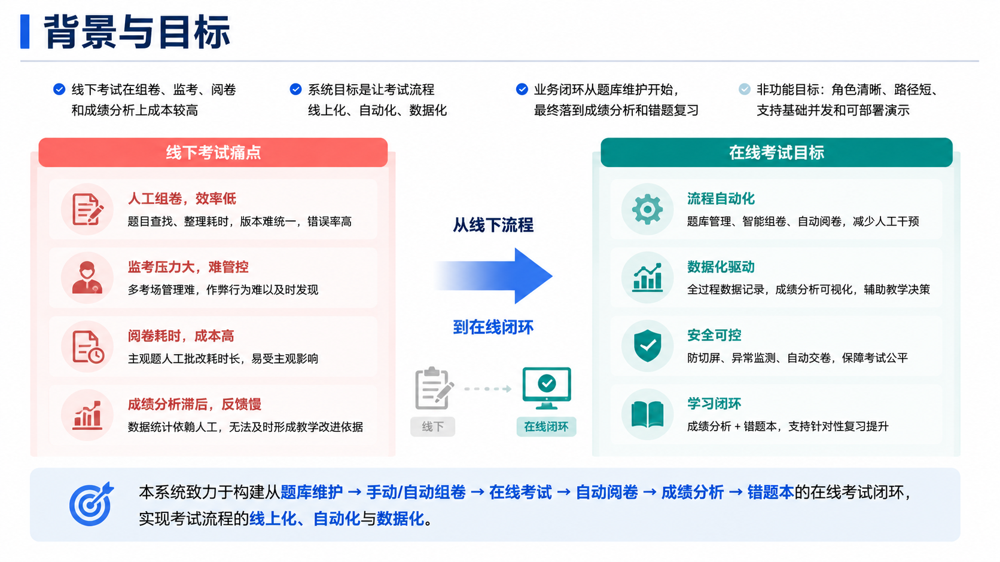 背景与目标
线下考试在组卷、监考、阅卷
和成绩分析上成本较高
系统目标是让考试流程
线上化、自动化、数据化
业务闭环从题库维护开始，
最终落到成绩分析和错题复习
非功能目标：角色清晰、路径短、
支持基础并发和可部署演示
线下考试痛点
人工组卷，效率低
题目查找、整理耗时，版本难统一，错误率高
监考压力大，难管控
多考场管理难，作弊行为难以及时发现
阅卷耗时，成本高
主观题人工批改耗时长，易受主观影响
成绩分析滞后，反馈慢
数据统计依赖人工，无法及时形成教学改进依据
从线下流程
到在线闭环
线下
在线闭环
在线考试目标
流程自动化
题库管理、智能组卷、自动阅卷，减少人工干预
数据化驱动
全过程数据记录，成绩分析可视化，辅助教学决策
安全可控
防切屏、异常监测、自动交卷，保障考试公平
学习闭环
成绩分析 + 错题本，支持针对性复习提升
本系统致力于构建从题库维护 → 手动/自动组卷 → 在线考试 → 自动阅卷 → 成绩分析 → 错题本的在线考试闭环，
实现考试流程的线上化、自动化与数据化。